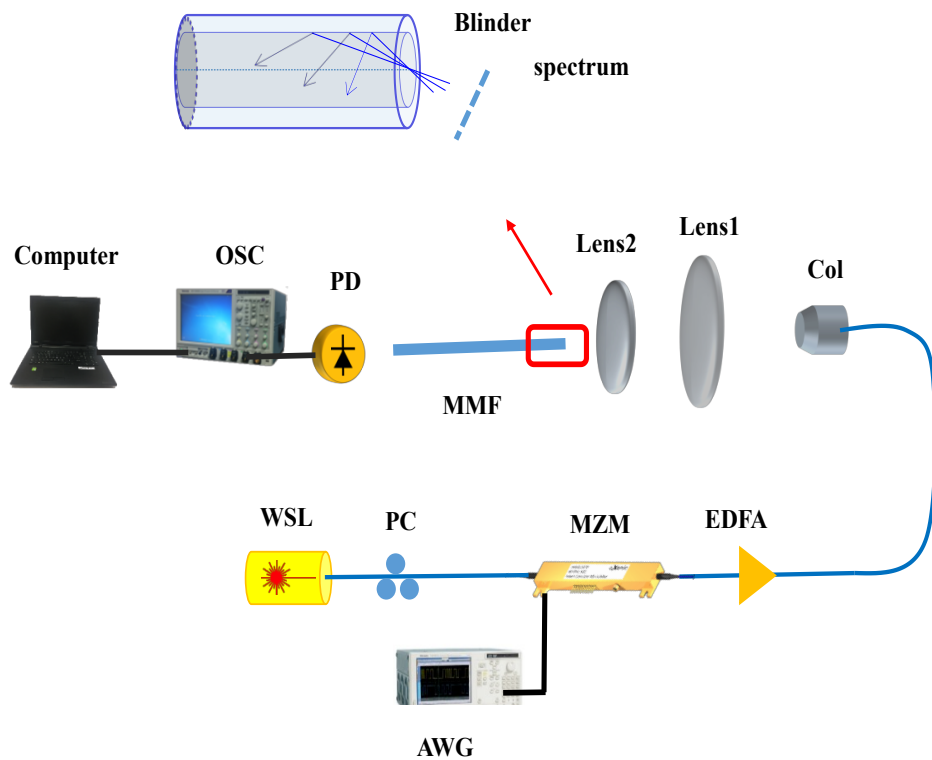 Blinder
spectrum
Lens1
Lens2
Computer
OSC
Col
PD
MMF
WSL
PC
MZM
EDFA
AWG